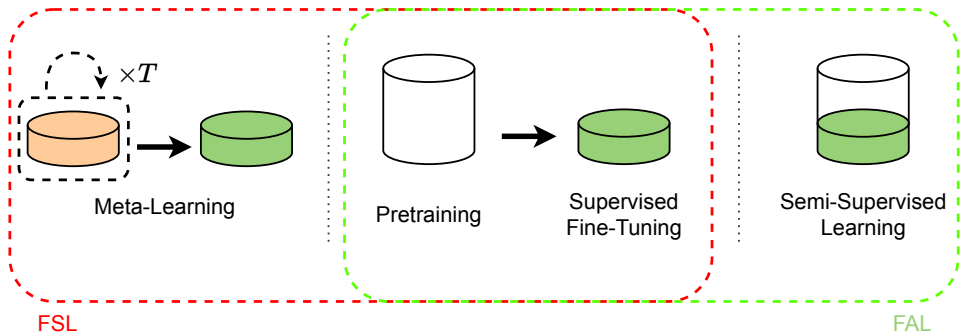 ×T
Meta-Learning
Pretraining
Supervised
Fine-Tuning
Semi-Supervised
Learning
FSL
FAL